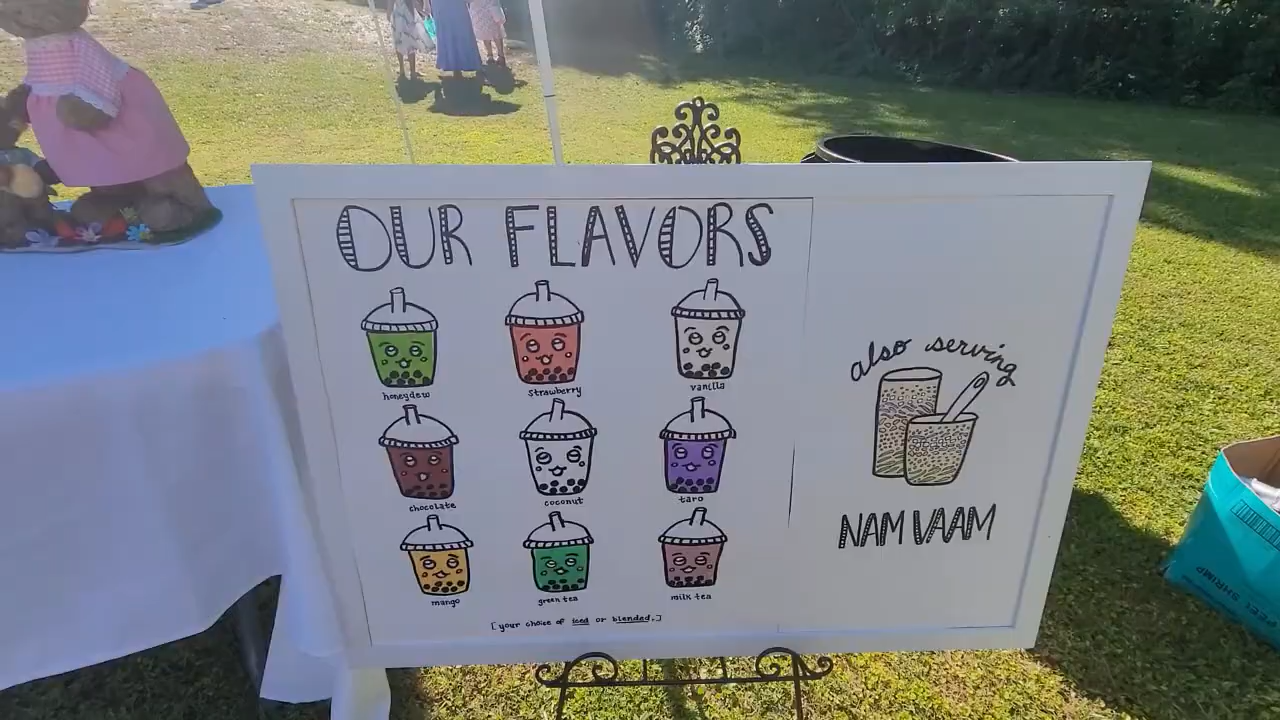 OUR FLAVORS
honeydew
strawberry
vanilla
chocolate
coconut
taro
mango
green tea
milk tea
[your choice of iced or blended.]
also serving
NAM VAAM
SHRIMP